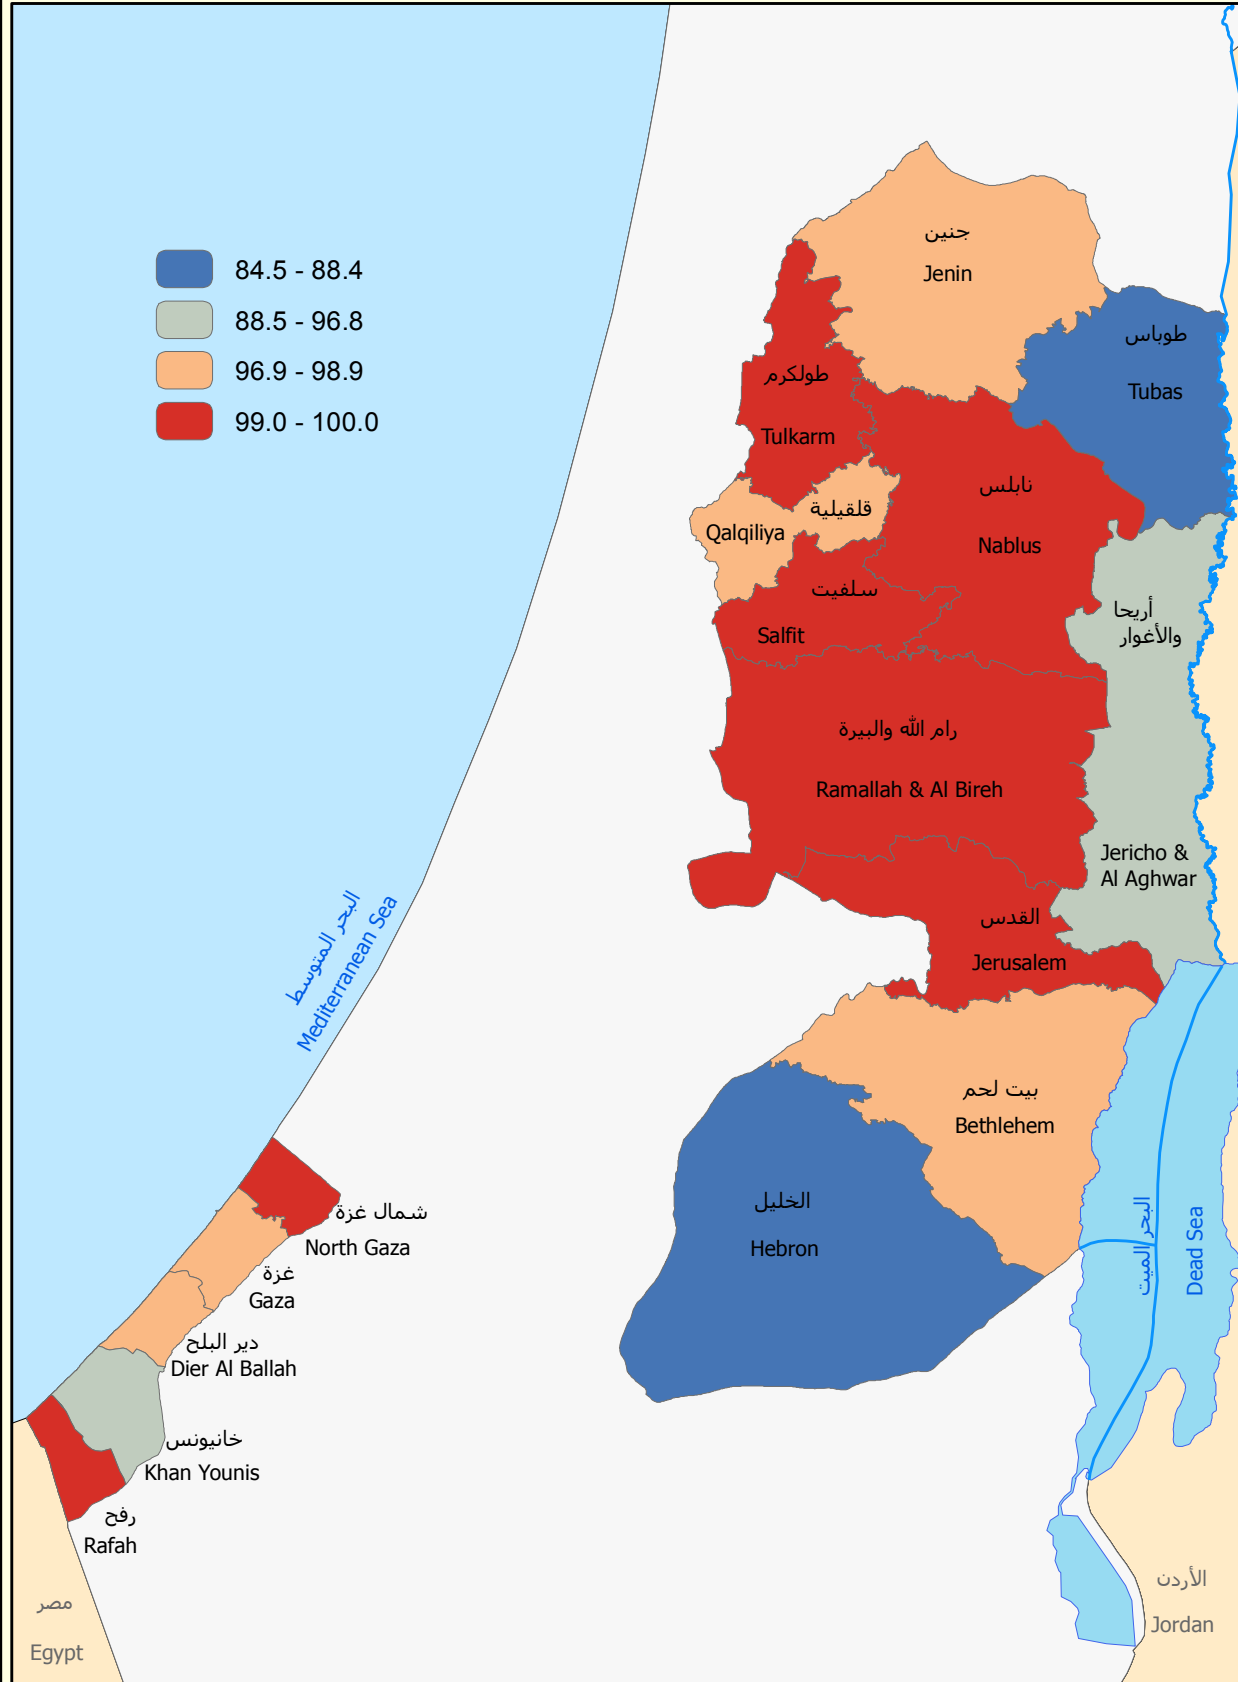 84.5 - 88.4
88.5 - 96.8
96.9 - 98.9
99.0 - 100.0
جنين
Jenin
طوباس
Tubas
طولكرم
Tulkarm
نابلس
Nablus
قلقيلية
Qalqiliya
سلفيت
Salfit
أريحا
والأغوار
Jericho &
Al Aghwar
رام الله والبيرة
Ramallah & Al Bireh
القدس
Jerusalem
بيت لحم
Bethlehem
الخليل
Hebron
البحر المتوسط
Mediterranean Sea
البحر الميت
Dead Sea
شمال غزة
North Gaza
غزة
Gaza
دير البلح
Dier Al Ballah
خانيونس
Khan Younis
رفح
Rafah
مصر
Egypt
الأردن
Jordan